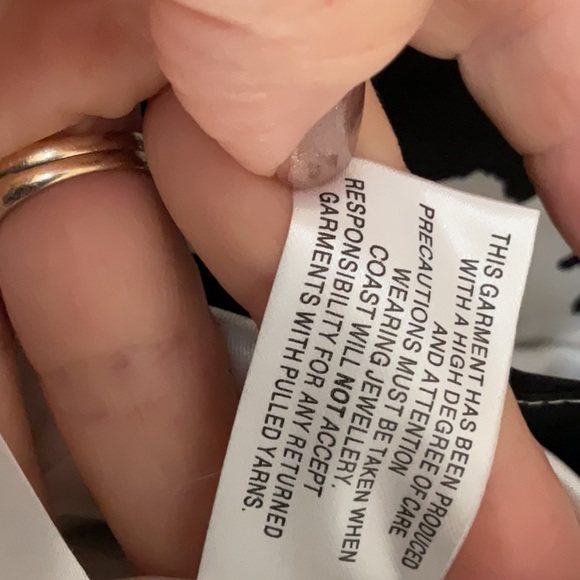 THIS GARMENT HAS BEEN PRODUCED
WITH A HIGH DEGREE OF CARE
AND ATTENTION
PRECAUTIONS MUST BE TAKEN WHEN
WEARING JEWELLERY.
COAST WILL NOT ACCEPT
RESPONSIBILITY FOR ANY RETURNED
GARMENTS WITH PULLED YARNS.